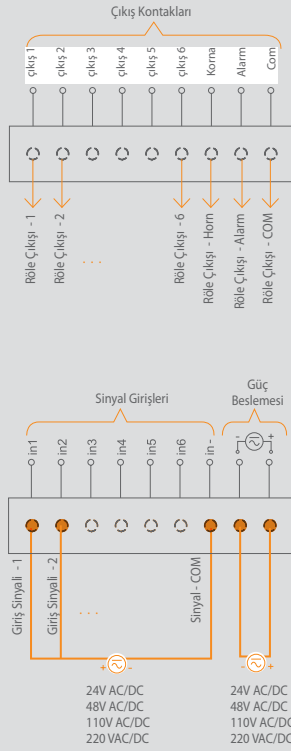 Çıkış Kontakları
çıkış 1
çıkış 2
çıkış 3
çıkış 4
çıkış 5
çıkış 6
Korna
Alarm
Com
Röle Çıkışı - 1
Röle Çıkışı - 2
. . .
Röle Çıkışı - 6
Röle Çıkışı - Horn
Röle Çıkışı - Alarm
Röle Çıkışı - COM
Sinyal Girişleri
Güç
Beslemesi
in1
in2
in3
in4
in5
in6
in -
- +
Giriş Sinyali - 1
Giriş Sinyali - 2
. . .
Sinyal - COM
+ -
- +
24V AC/DC
48V AC/DC
110V AC/DC
220 VAC/DC
24V AC/DC
48V AC/DC
110V AC/DC
220 VAC/DC